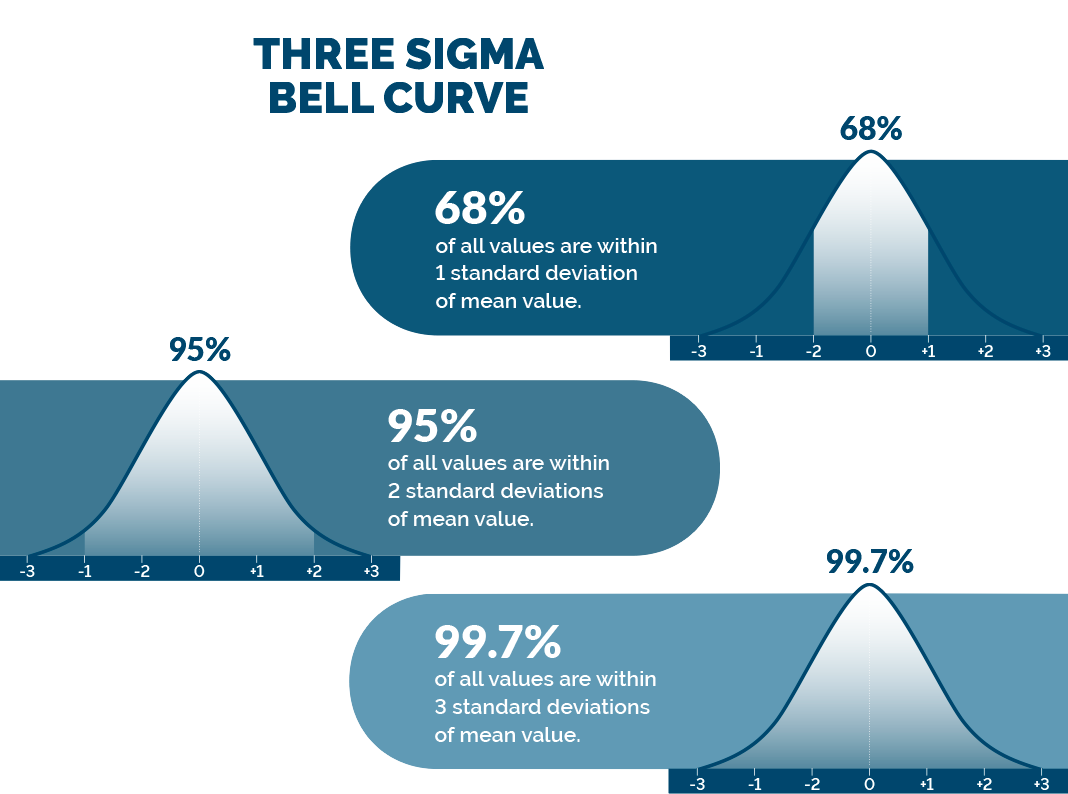 THREE SIGMA
BELL CURVE
68%
68%
of all values are within
1 standard deviation
of mean value.
-3 -1 -2 0 +1 +2 +3
95%
95%
of all values are within
2 standard deviations
of mean value.
-3 -1 -2 0 +1 +2 +3
99.7%
99.7%
of all values are within
3 standard deviations
of mean value.
-3 -1 -2 0 +1 +2 +3